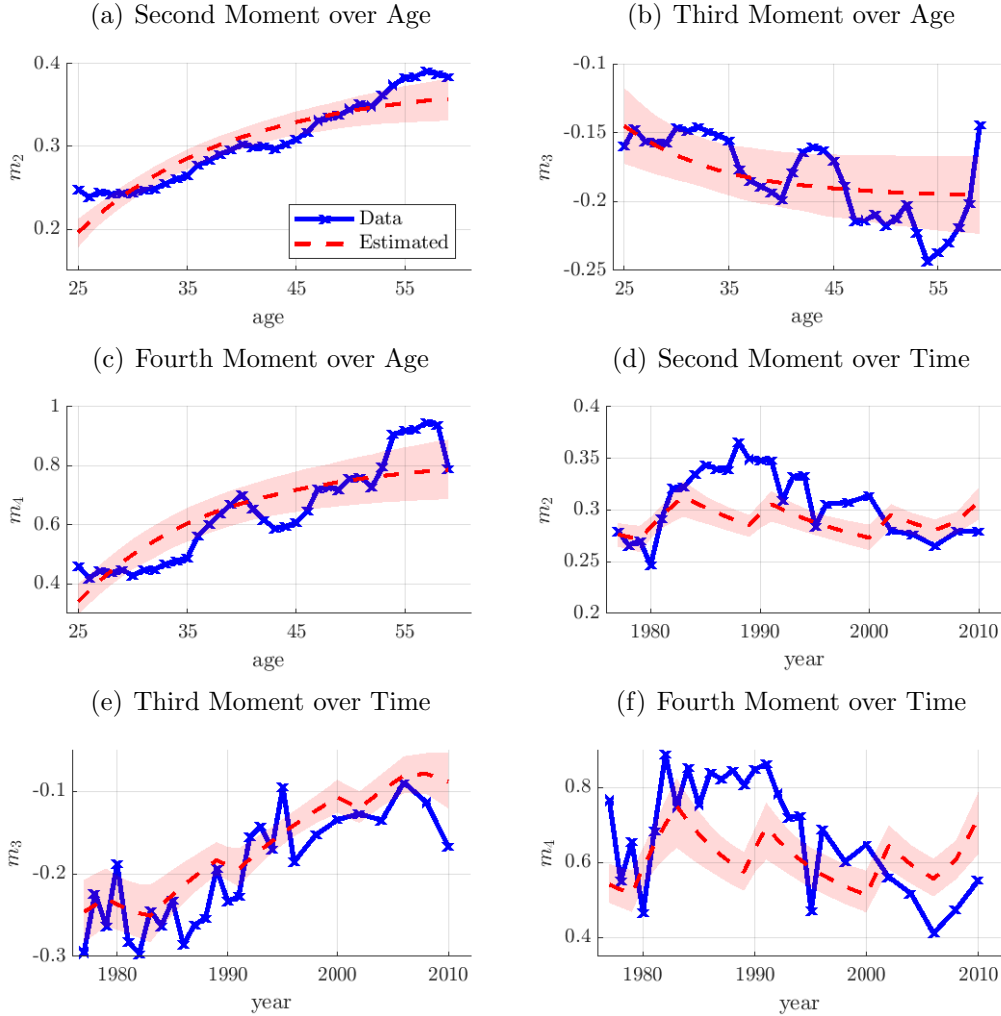 (a) Second Moment over Age
(b) Third Moment over Age
0.4
0.3
0.2
m2
Data
Estimated
25 35 45 55
age
-0.1
-0.15
-0.2
-0.25
m3
25 35 45 55
age
(c) Fourth Moment over Age
(d) Second Moment over Time
1
0.8
0.6
0.4
m4
25 35 45 55
age
0.4
0.35
0.3
0.25
0.2
m2
1980 1990 2000 2010
year
(e) Third Moment over Time
(f) Fourth Moment over Time
-0.1
-0.2
-0.3
m3
1980 1990 2000 2010
year
0.8
0.6
0.4
m4
1980 1990 2000 2010
year